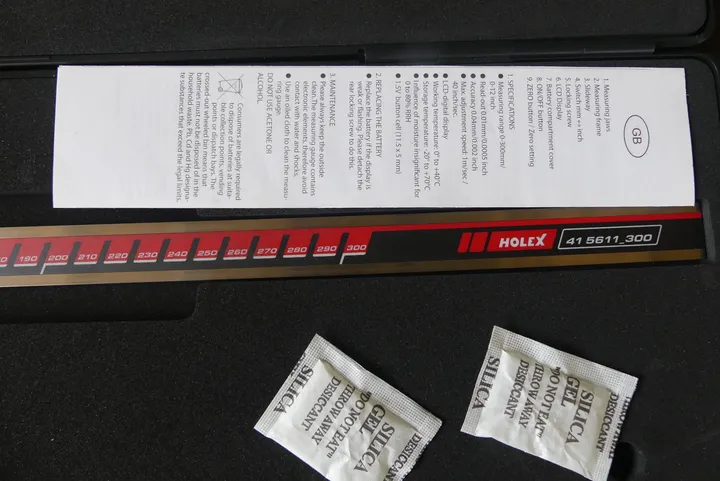 GB
1. Measuring jaws
2. Measuring frame
3. Slideway
4. Switch mm ↔ inch
5. Locking screw
6. LCD Display
7. Battery compartment cover
8. ON/OFF button
9. ZERO button / Zero setting
1. SPECIFICATIONS
● Measuring range 0-300mm/
0-12 inch
● Read-out 0.01mm/0.0005 inch
● Accuracy 0.04mm/0.002 inch
● Max. adjustment speed 1m/sec /
40 inch/sec
● LCD digital display
● Working temperature: 0° to +40°C
● Storage temperature: -20° to +70°C
● Influence of moisture insignificant for
0 to 80% RBH
● 1.5V button cell (11.5 x 5 mm)
2. REPLACING THE BATTERY
● Replace the battery if the display is
weak or flashing. Please detach the
rear locking screw to do this.
3. MAINTENANCE
● Please always keep the outside
clean.The measuring gauge contains
electronic elements, therefore avoid
contact with water and shocks.
● Use an oiled cloth to clean the measu-
ring gauge.
DO NOT USE ACETONE OR
ALCOHOL.
Consumers are legally required
to dispose of batteries at suita-
ble collection points, vending
points or dispatch bays. The
crossed-out wheeled bin means that
batteries must not be disposed of in the
household waste. Pb, Cd and Hg designa-
te substances that exceed the legal limits.
190 200 210 220 230 240 250 260 270 280 290 300
HOLEX 41 5611_300
SILICA
DESICCANT
THROW AWAY
"DO NOT EAT"
GEL
SILICA
DESICCANT
SILICA
DESICCANT
THROW AWAY
"DO NOT EAT"
GEL
SILICA
DESICCANT